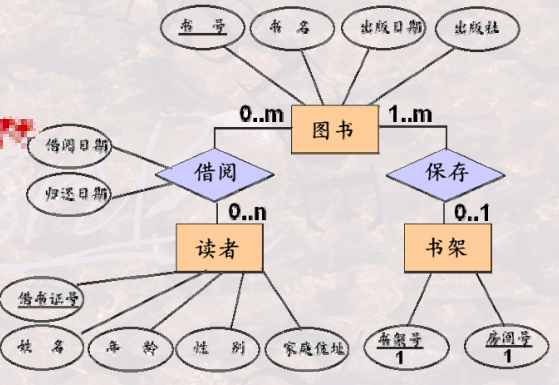 书 号
书 名
出版日期
出版社
0..m
图书
1..m
借阅日期
归还日期
借阅
保存
0..n
0..1
读者
书架
借书证号
姓 名
年 龄
性 别
家庭住址
书架号
1
房间号
1